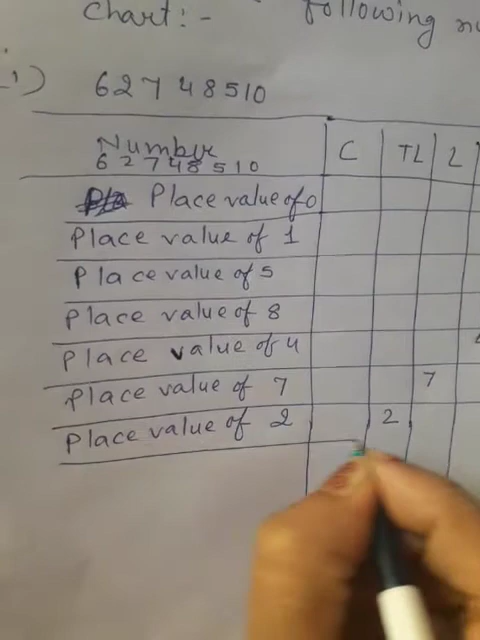 Chart:- following
1) 62748510
Number C TL L
62748510
Place value of 0
Place value of 1
Place value of 5
Place value of 8
Place value of 4
Place value of 7 7
Place value of 2 2